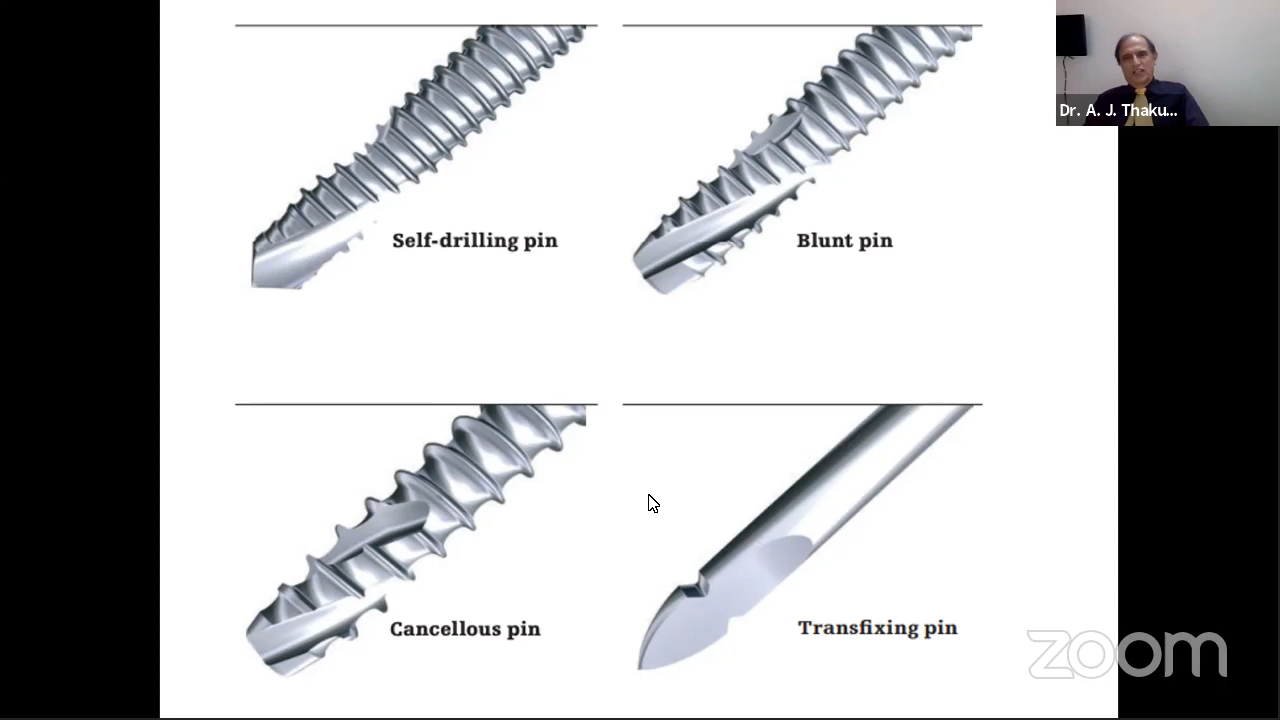 Dr. A. J. Thaku...
Self-drilling pin
Blunt pin
Cancellous pin
Transfixing pin
zoom